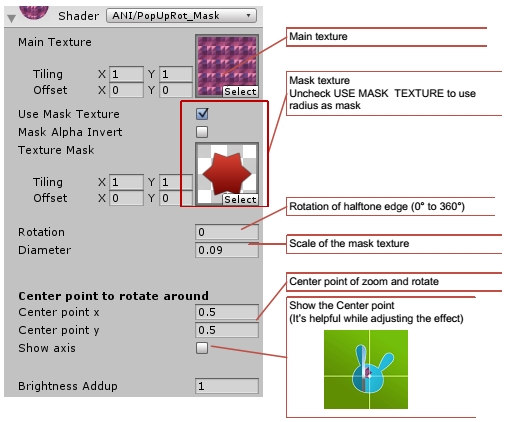 Shader ANI/PopUpRot_Mask
Main Texture
Tiling X 1 Y 1
Offset X 0 Y 0
Select
Use Mask Texture
Mask Alpha Invert
Texture Mask
Tiling X 1 Y 1
Offset X 0 Y 0
Select
Rotation 0
Diameter 0.09
Center point to rotate around
Center point x 0.5
Center point y 0.5
Show axis
Brightness Addup 1
Main texture
Mask texture
Uncheck USE MASK TEXTURE to use
radius as mask
Rotation of halftone edge (0° to 360°)
Scale of the mask texture
Center point of zoom and rotate
Show the Center point
(It's helpful while adjusting the effect)